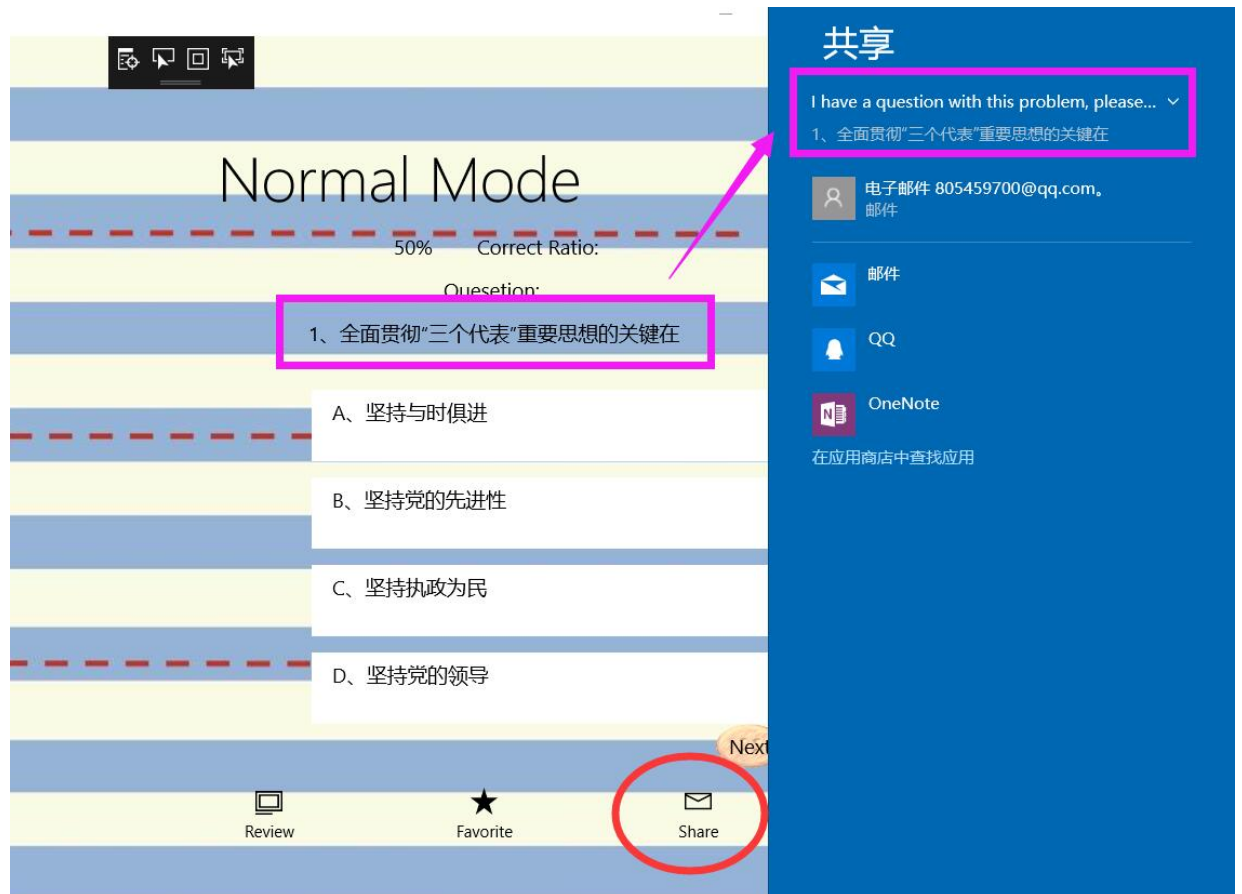 Normal Mode
50% Correct Ratio:
Quesetion:
1、全面贯彻“三个代表”重要思想的关键在
A、坚持与时俱进
B、坚持党的先进性
C、坚持执政为民
D、坚持党的领导
Next
Review
Favorite
Share
共享
I have a question with this problem, please...
1、全面贯彻“三个代表”重要思想的关键在
电子邮件 805459700@qq.com。
邮件
邮件
QQ
OneNote
在应用商店中查找应用